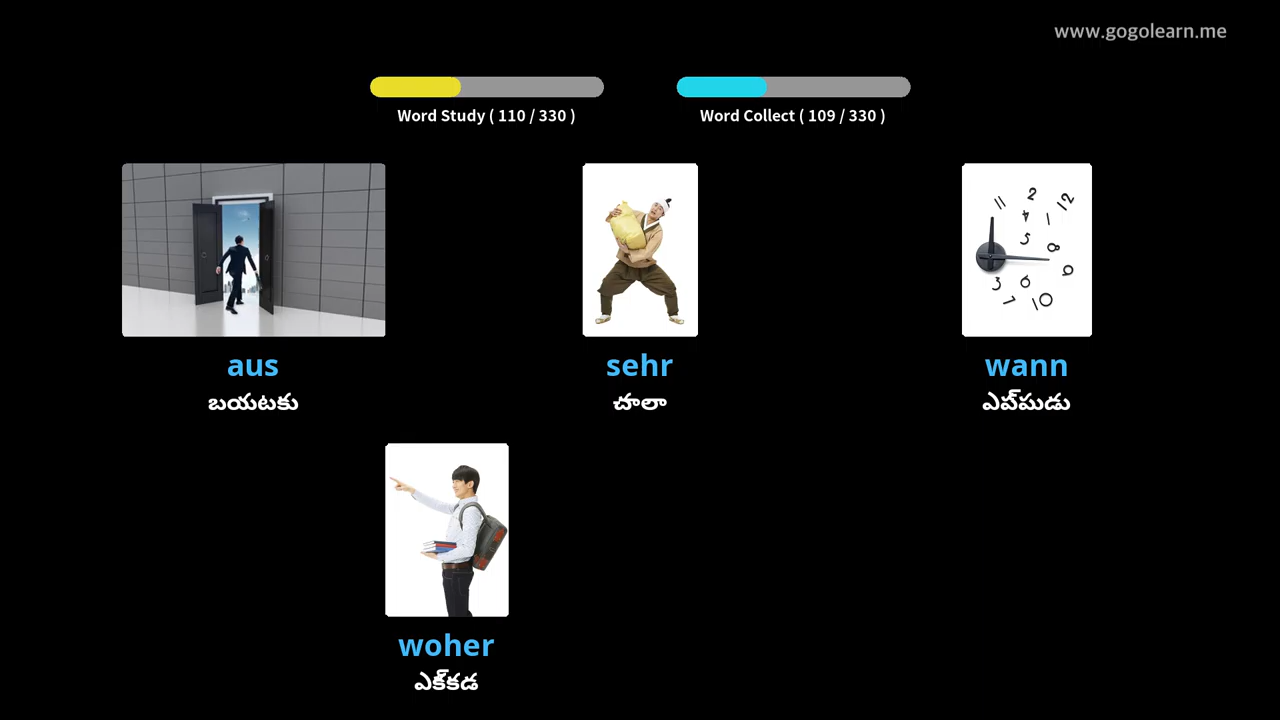 www.gogolearn.me
Word Study ( 110 / 330 )
Word Collect ( 109 / 330 )
aus
బయటకు
sehr
చాలా
wann
ఎప్పుడు
woher
ఎక్కడ